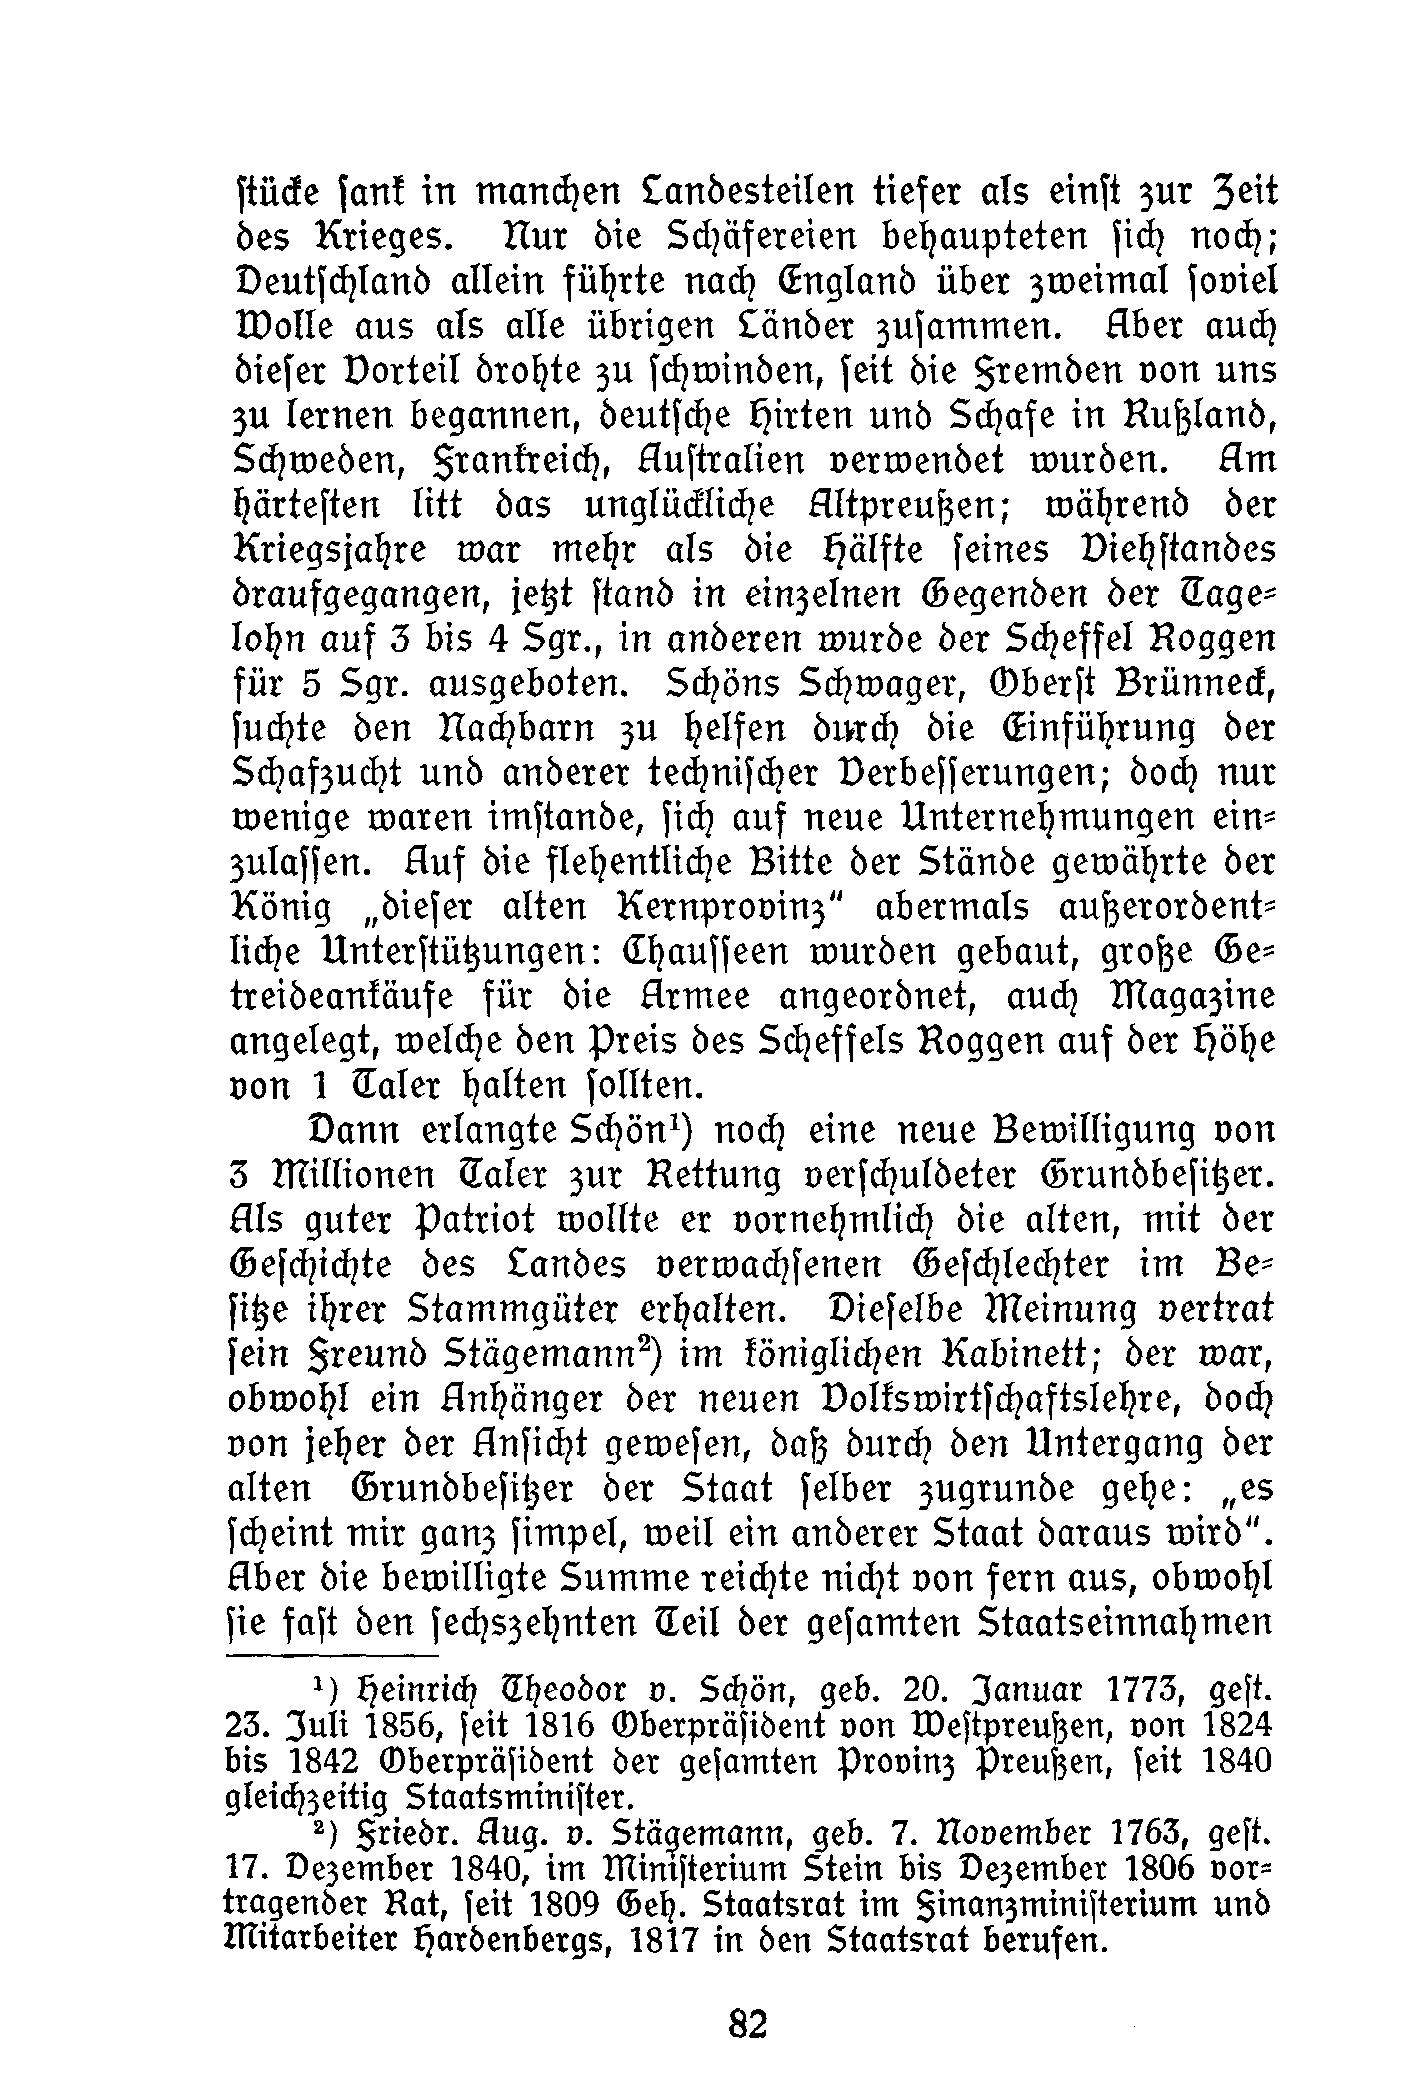 stücke sank in manchen Landesteilen tiefer als einst zur Zeit
des Krieges. Nur die Schäfereien behaupteten sich noch;
Deutschland allein führte nach England über zweimal soviel
Wolle aus als alle übrigen Länder zusammen. Aber auch
dieser Vorteil drohte zu schwinden, seit die Fremden von uns
zu lernen begannen, deutsche Hirten und Schafe in Rußland,
Schweden, Frankreich, Australien verwendet wurden. Am
härtesten litt das unglückliche Altpreußen; während der
Kriegsjahre war mehr als die Hälfte seines Viehstandes
draufgegangen, jetzt stand in einzelnen Gegenden der Tage-
lohn auf 3 bis 4 Sgr., in anderen wurde der Scheffel Roggen
für 5 Sgr. ausgeboten. Schöns Schwager, Oberst Brünneck,
suchte den Nachbarn zu helfen durch die Einführung der
Schafzucht und anderer technischer Verbesserungen; doch nur
wenige waren imstande, sich auf neue Unternehmungen ein-
zulassen. Auf die flehentliche Bitte der Stände gewährte der
König „dieser alten Kernprovinz" abermals außerordent-
liche Unterstützungen: Chausseen wurden gebaut, große Ge-
treideankäufe für die Armee angeordnet, auch Magazine
angelegt, welche den Preis des Scheffels Roggen auf der Höhe
von 1 Taler halten sollten.
Dann erlangte Schön¹) noch eine neue Bewilligung von
3 Millionen Taler zur Rettung verschuldeter Grundbesitzer.
Als guter Patriot wollte er vornehmlich die alten, mit der
Geschichte des Landes verwachsenen Geschlechter im Be-
sitze ihrer Stammgüter erhalten. Dieselbe Meinung vertrat
sein Freund Stägemann²) im königlichen Kabinett; der war,
obwohl ein Anhänger der neuen Volkswirtschaftslehre, doch
von jeher der Ansicht gewesen, daß durch den Untergang der
alten Grundbesitzer der Staat selber zugrunde gehe: „es
scheint mir ganz simpel, weil ein anderer Staat daraus wird".
Aber die bewilligte Summe reichte nicht von fern aus, obwohl
sie fast den sechszehnten Teil der gesamten Staatseinnahmen
¹) Heinrich Theodor v. Schön, geb. 20. Januar 1773, gest.
23. Juli 1856, seit 1816 Oberpräsident von Westpreußen, von 1824
bis 1842 Oberpräsident der gesamten Provinz Preußen, seit 1840
gleichzeitig Staatsminister.
²) Friedr. Aug. v. Stägemann, geb. 7. November 1763, gest.
17. Dezember 1840, im Ministerium Stein bis Dezember 1806 vor-
tragender Rat, seit 1809 Geh. Staatsrat im Finanzministerium und
Mitarbeiter Hardenbergs, 1817 in den Staatsrat berufen.
82